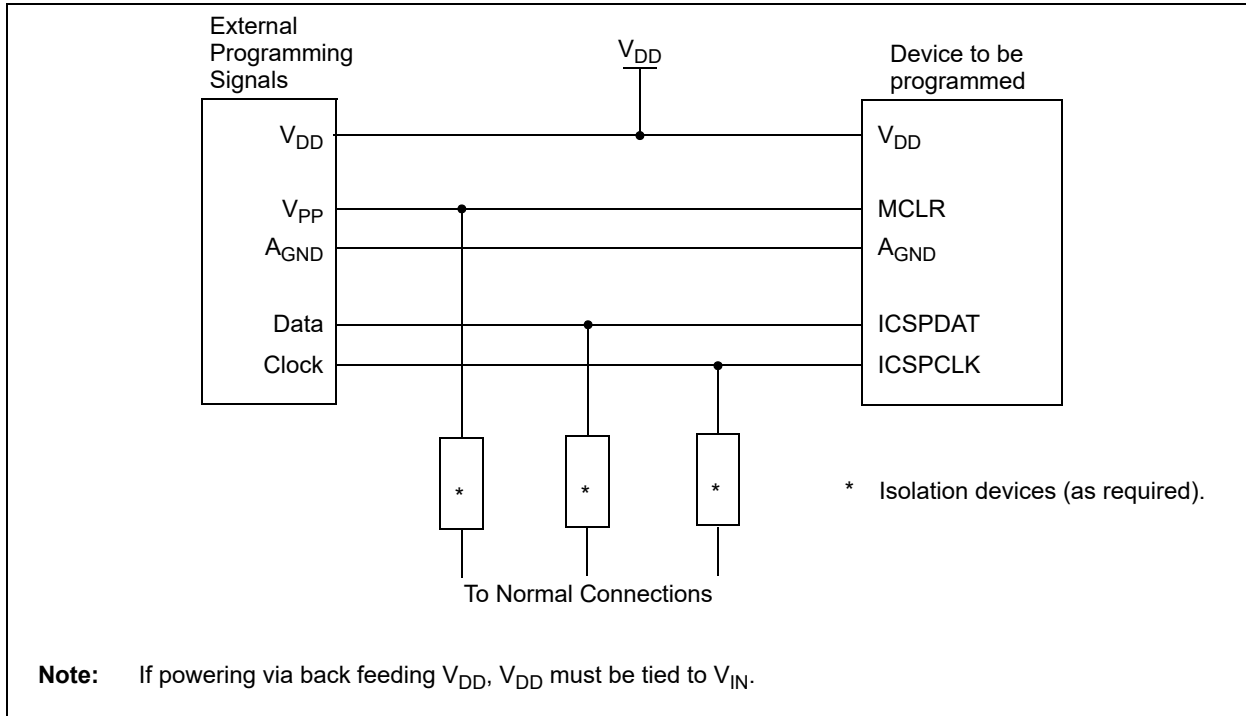 External
Programming
Signals
VDD
Device to be
programmed
VDD
VDD
VPP
MCLR
AGND
AGND
Data
ICSPDAT
Clock
ICSPCLK
*
*
*
* Isolation devices (as required).
To Normal Connections
Note: If powering via back feeding VDD, VDD must be tied to VIN.